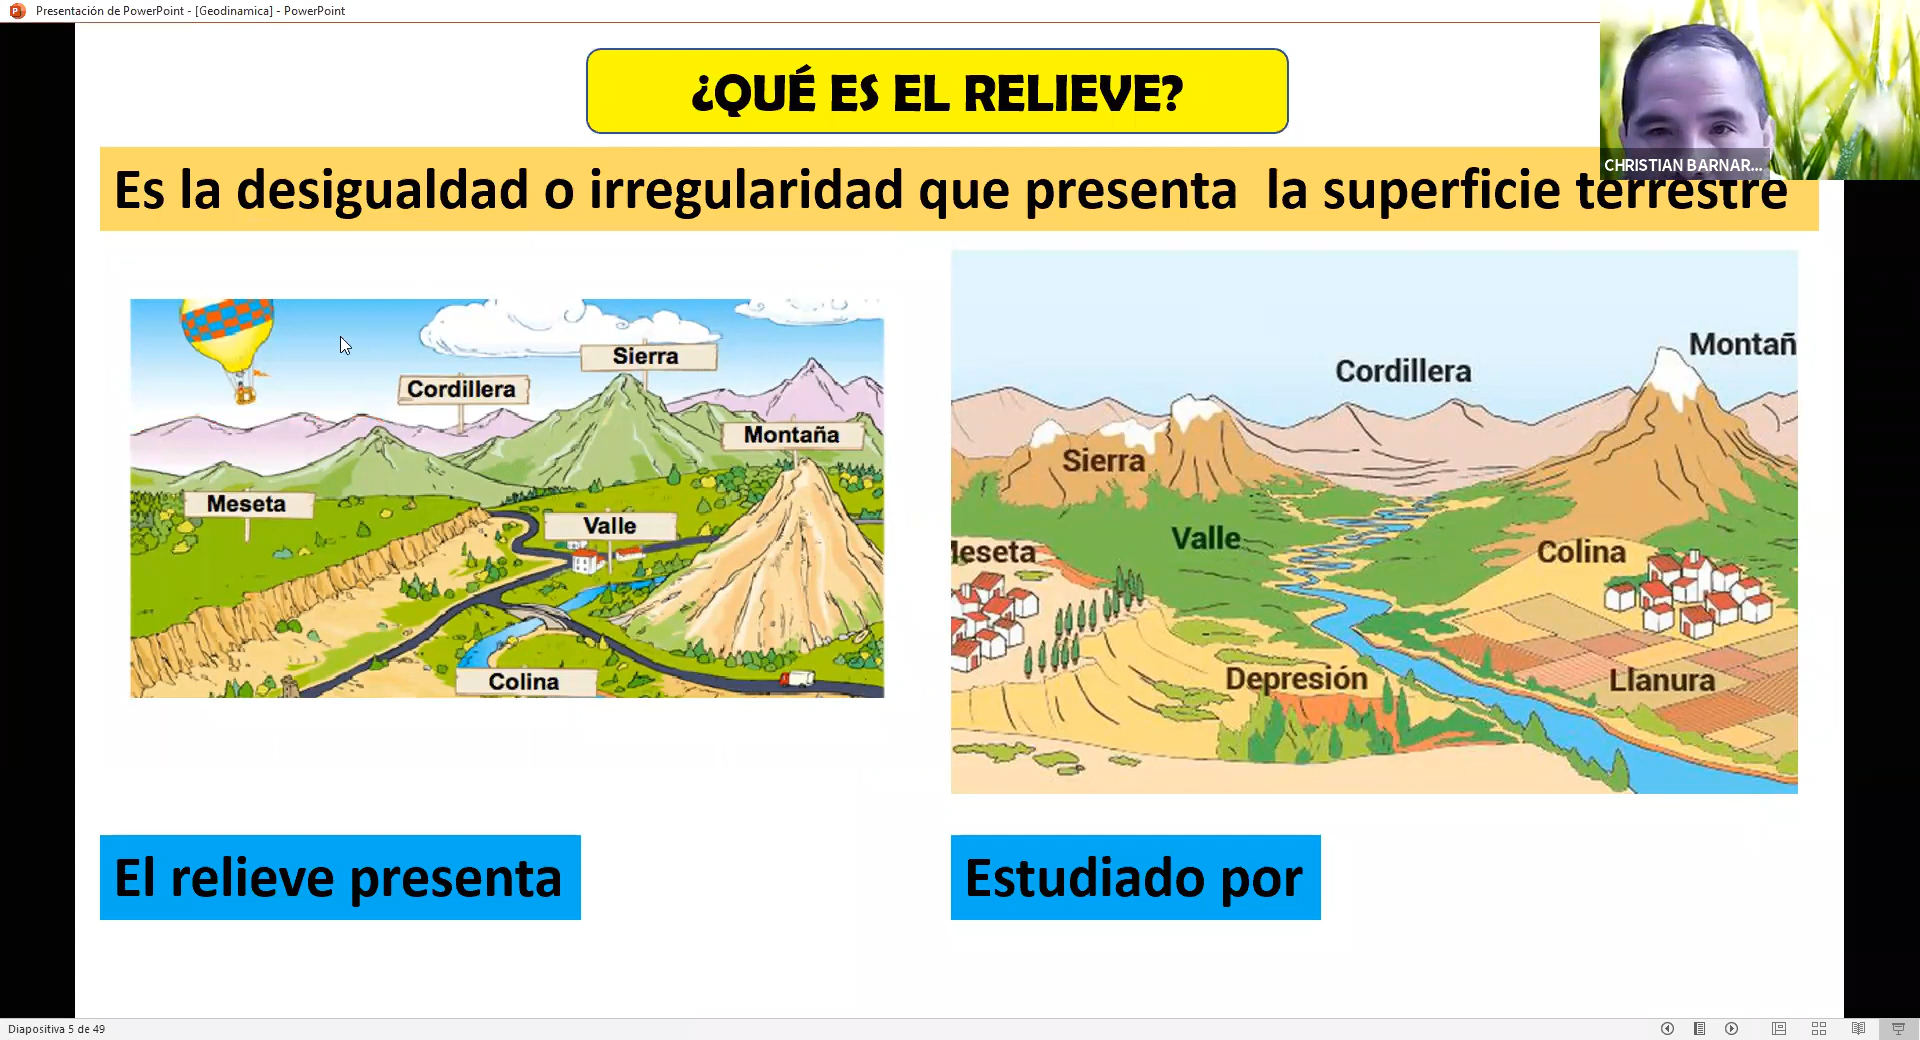 Presentación de PowerPoint - [Geodinamica] - PowerPoint
¿QUÉ ES EL RELIEVE?
CHRISTIAN BARNAR...
Es la desigualdad o irregularidad que presenta la superficie terrestre
Sierra
Cordillera
Montaña
Meseta
Valle
Colina
Montañ
Cordillera
Sierra
Valle
leseta
Colina
Depresión
Llanura
El relieve presenta
Estudiado por
Diapositiva 5 de 49